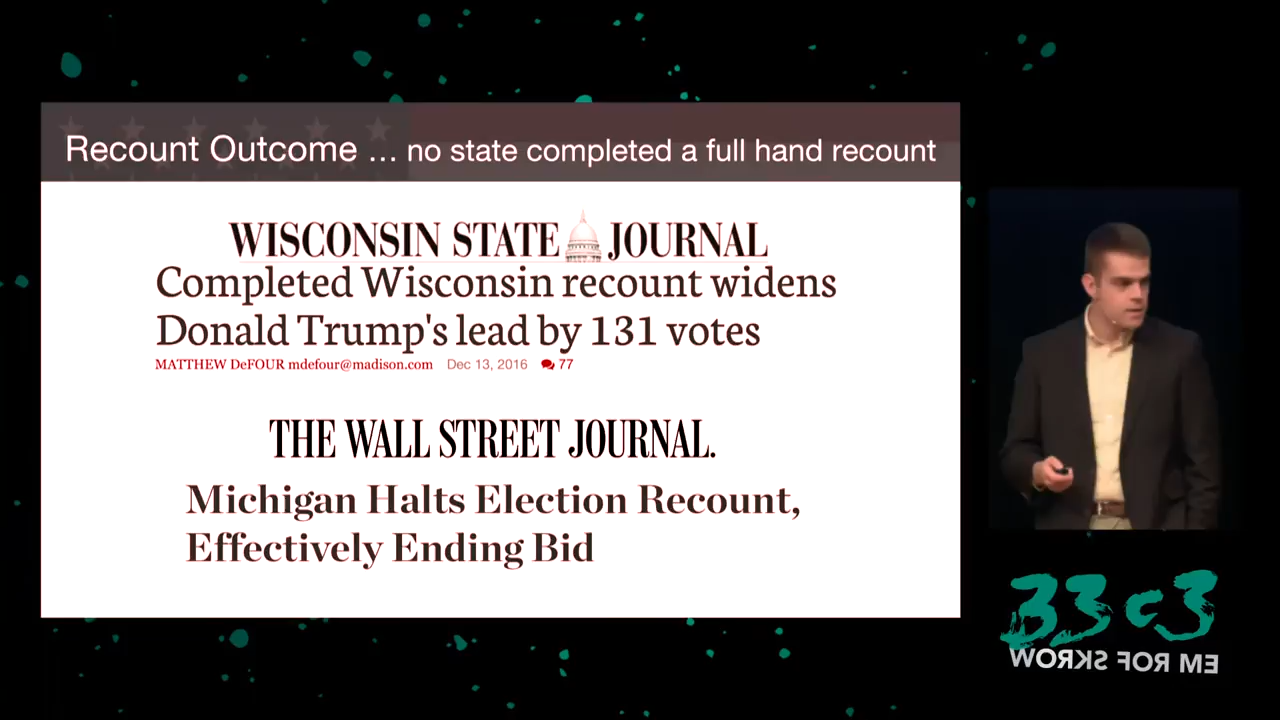 Recount Outcome ... no state completed a full hand recount
WISCONSIN STATE JOURNAL
Completed Wisconsin recount widens
Donald Trump's lead by 131 votes
MATTHEW DeFOUR mdefour@madison.com Dec 13, 2016 77
THE WALL STREET JOURNAL.
Michigan Halts Election Recount,
Effectively Ending Bid
33c3
WORKS FOR ME